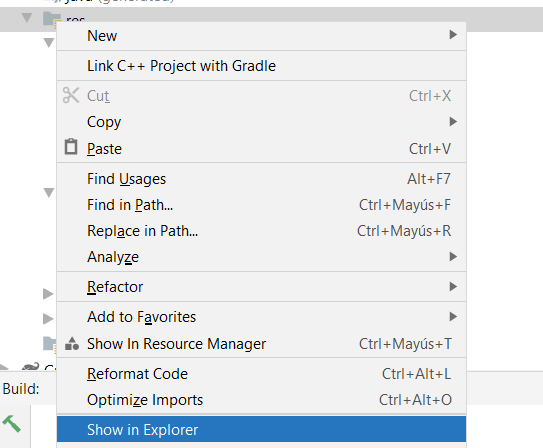 java (generated)
res
New
Link C++ Project with Gradle
Cut Ctrl+X
Copy
Paste Ctrl+V
Find Usages Alt+F7
Find in Path... Ctrl+Mayús+F
Replace in Path... Ctrl+Mayús+R
Analyze
Refactor
Add to Favorites
Show In Resource Manager Ctrl+Mayús+T
Reformat Code Ctrl+Alt+L
Optimize Imports Ctrl+Alt+O
Build:
Show in Explorer